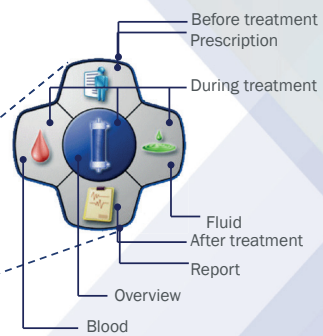 Before treatment
Prescription
During treatment
Fluid
After treatment
Report
Overview
Blood